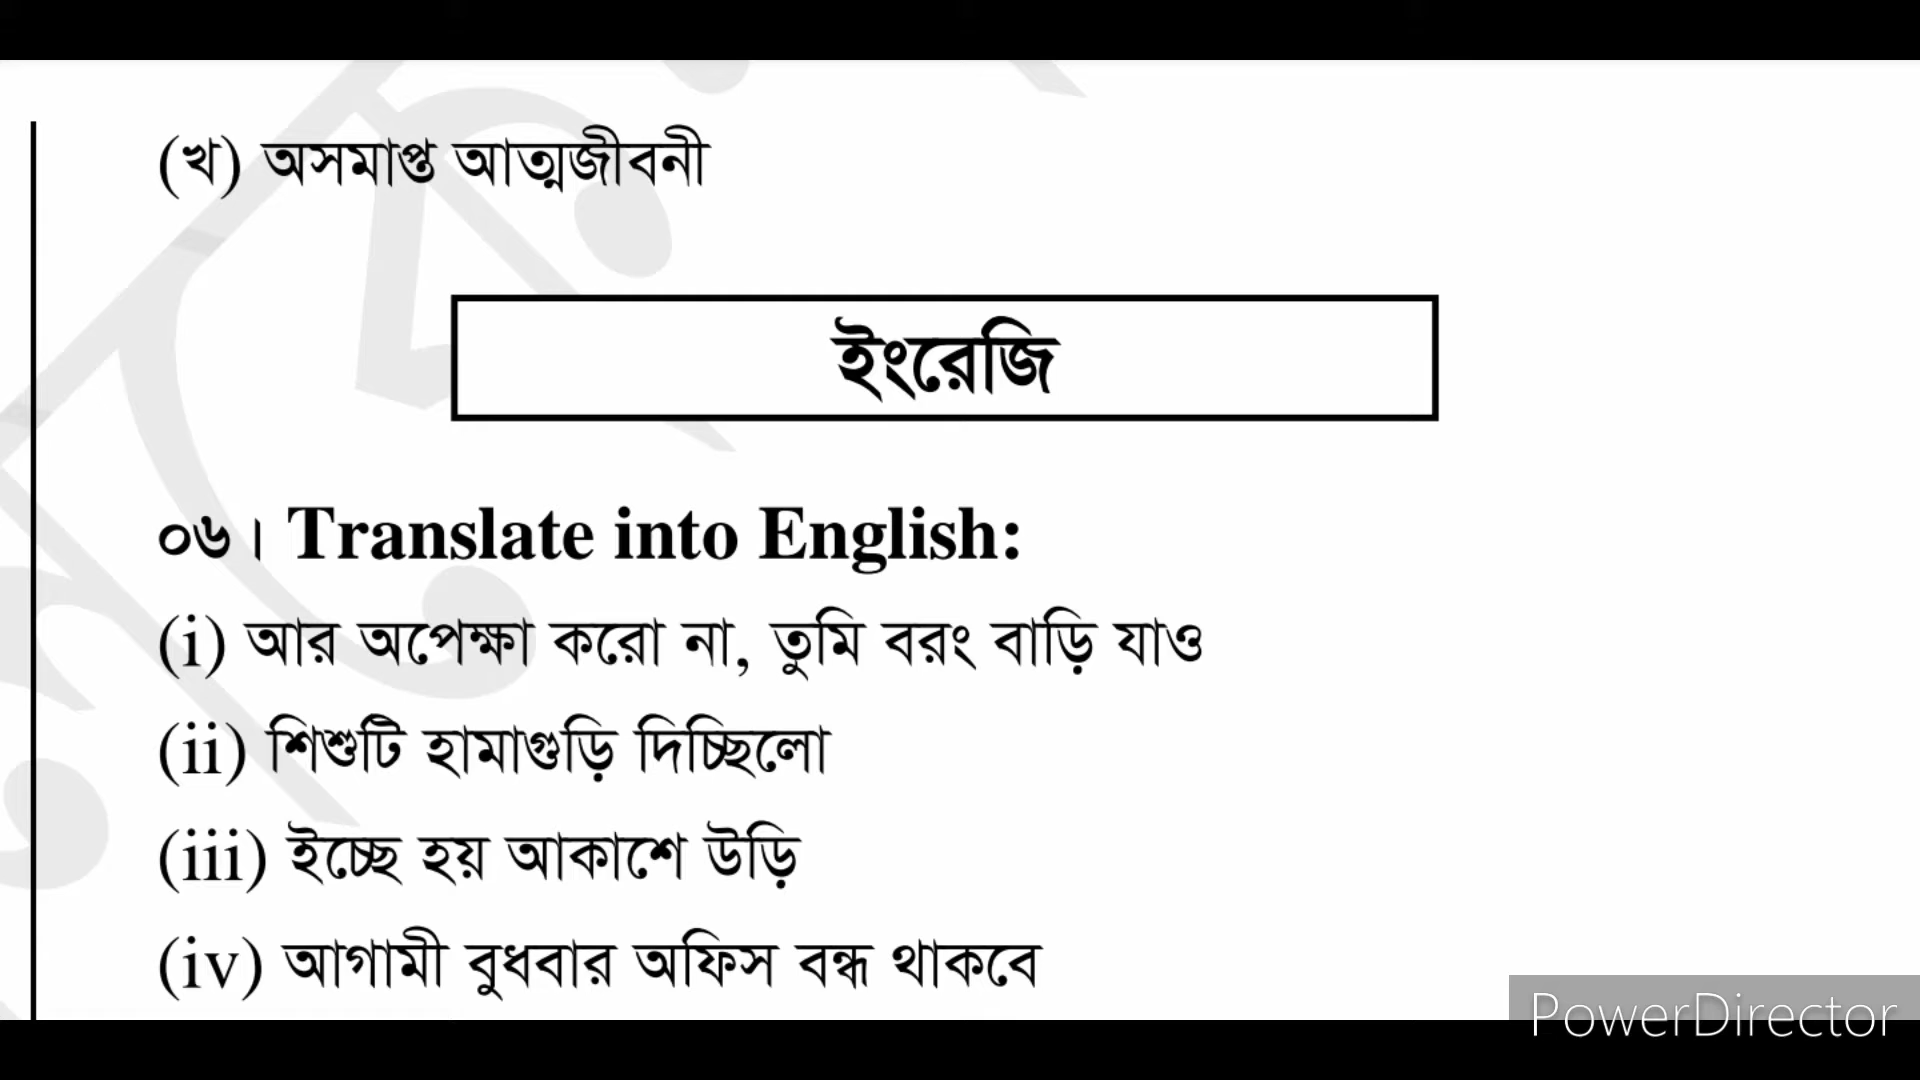 (খ) অসমাপ্ত আত্মজীবনী
ইংরেজি
০৬। Translate into English:
(i) আর অপেক্ষা করো না, তুমি বরং বাড়ি যাও
(ii) শিশুটি হামাগুড়ি দিচ্ছিলো
(iii) ইচ্ছে হয় আকাশে উড়ি
(iv) আগামী বুধবার অফিস বন্ধ থাকবে
PowerDirector